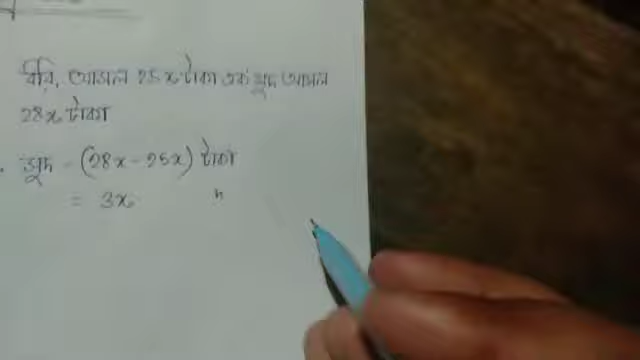 ধরি, আসল 25x টাকা এবং সুদ আসল
28x টাকা
. সুদ = (28x - 25x) টাকা
= 3x "